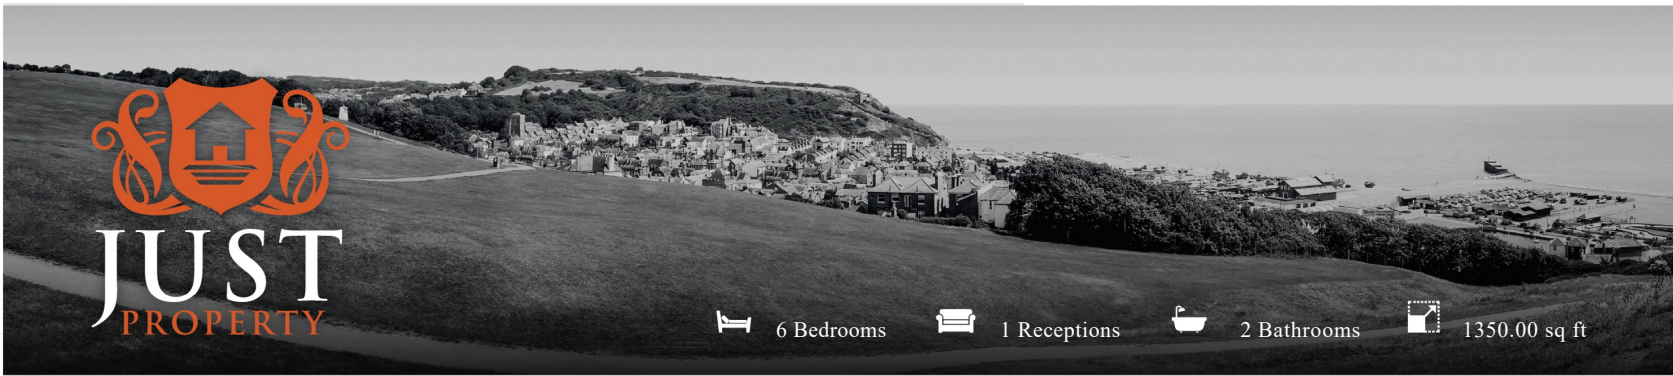 JUST
PROPERTY
6 Bedrooms
1 Receptions
2 Bathrooms
1350.00 sq ft